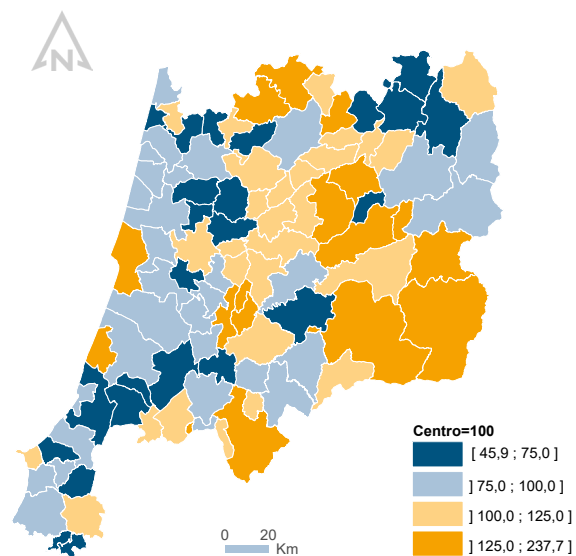 N
Centro=100
[ 45,9 ; 75,0 ]
] 75,0 ; 100,0 ]
] 100,0 ; 125,0 ]
] 125,0 ; 237,7 ]
0 20
Km